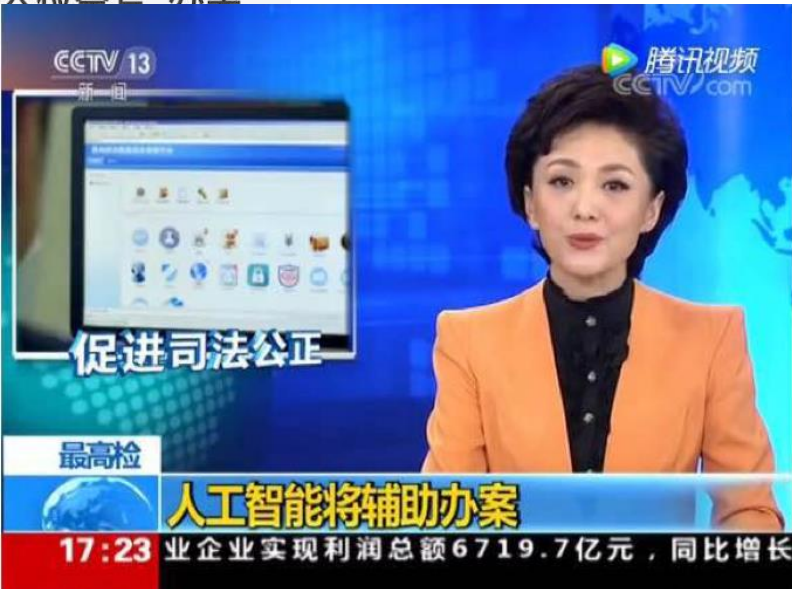 CCTV 13
新闻
腾讯视频
CCTV.com
促进司法公正
最高检
人工智能将辅助办案
17:23 业企业实现利润总额6719.7亿元，同比增长